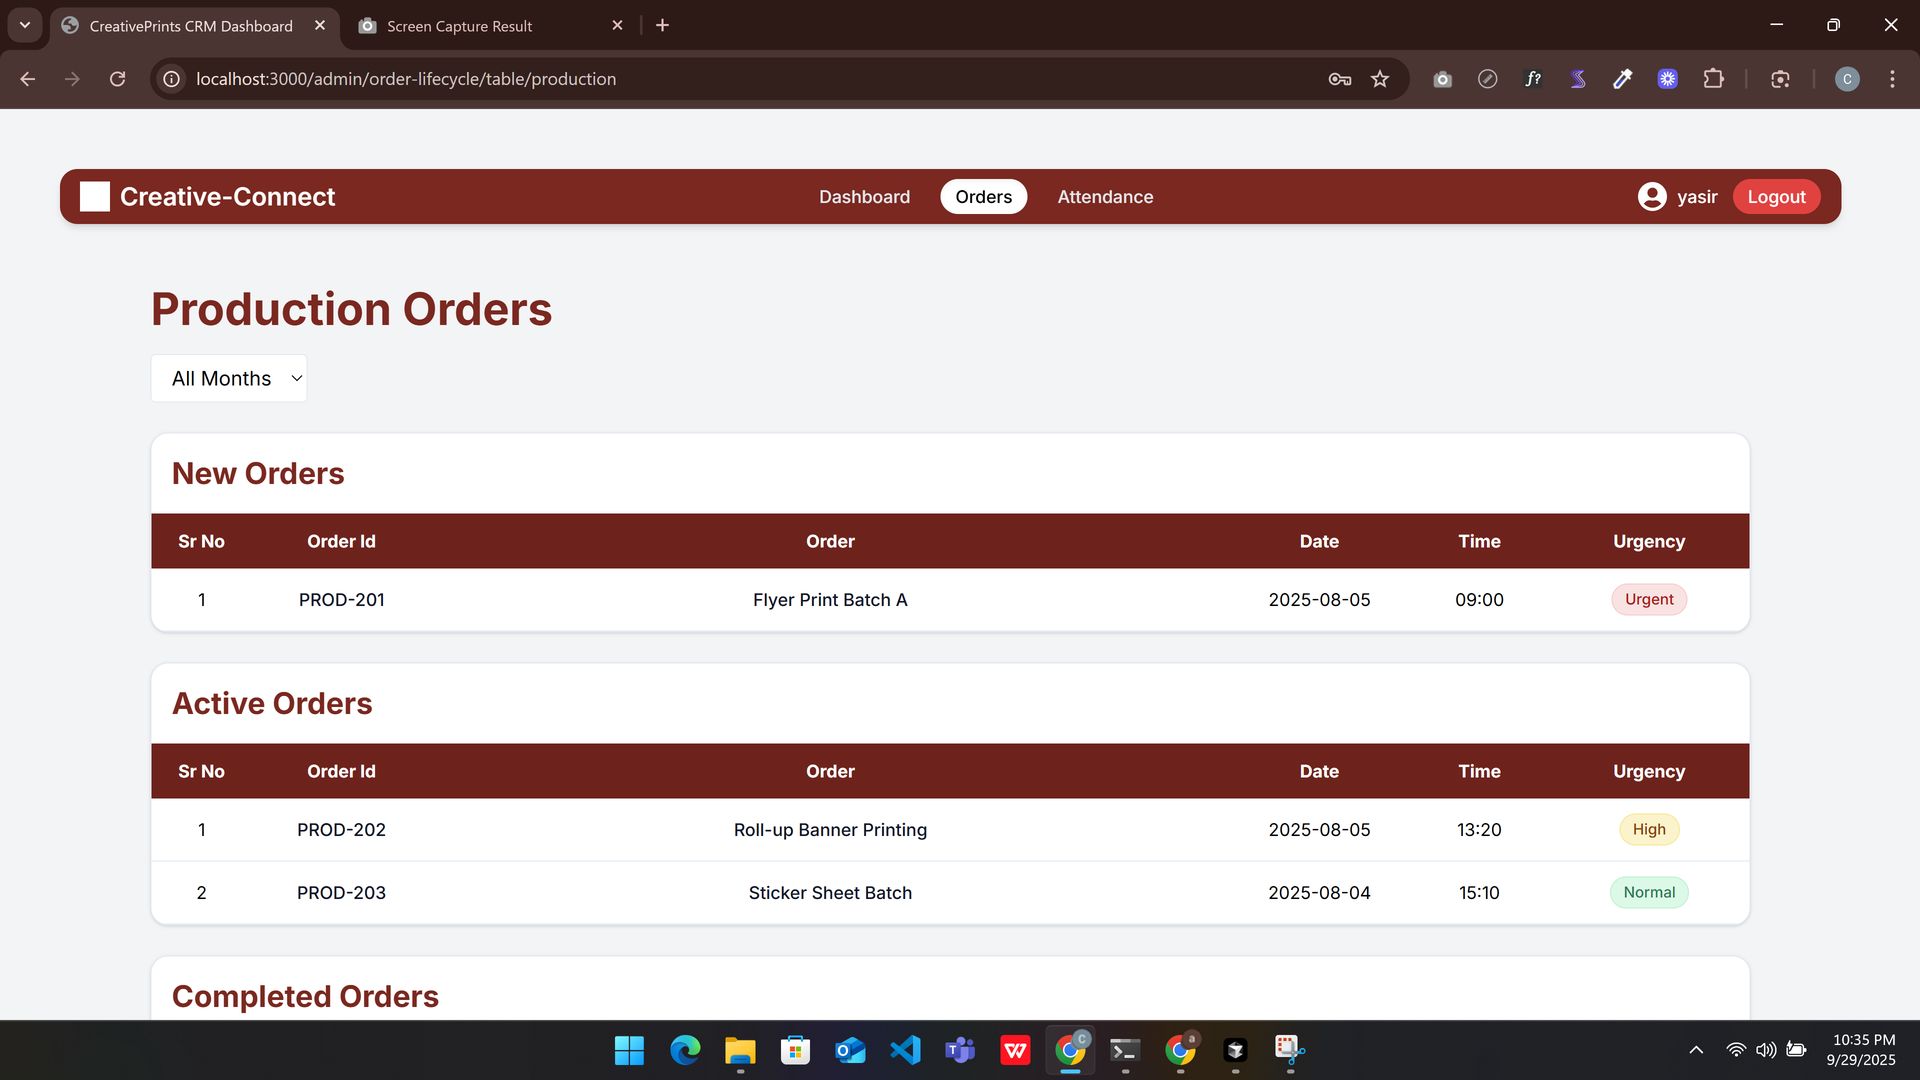 CreativePrints CRM Dashboard
Screen Capture Result
localhost:3000/admin/order-lifecycle/table/production
f?
C
Creative-Connect
Dashboard
Orders
Attendance
yasir
Logout
Production Orders
All Months
New Orders
Sr No Order Id Order Date Time Urgency
1 PROD-201 Flyer Print Batch A 2025-08-05 09:00 Urgent
Active Orders
Sr No Order Id Order Date Time Urgency
1 PROD-202 Roll-up Banner Printing 2025-08-05 13:20 High
2 PROD-203 Sticker Sheet Batch 2025-08-04 15:10 Normal
Completed Orders
10:35 PM
9/29/2025